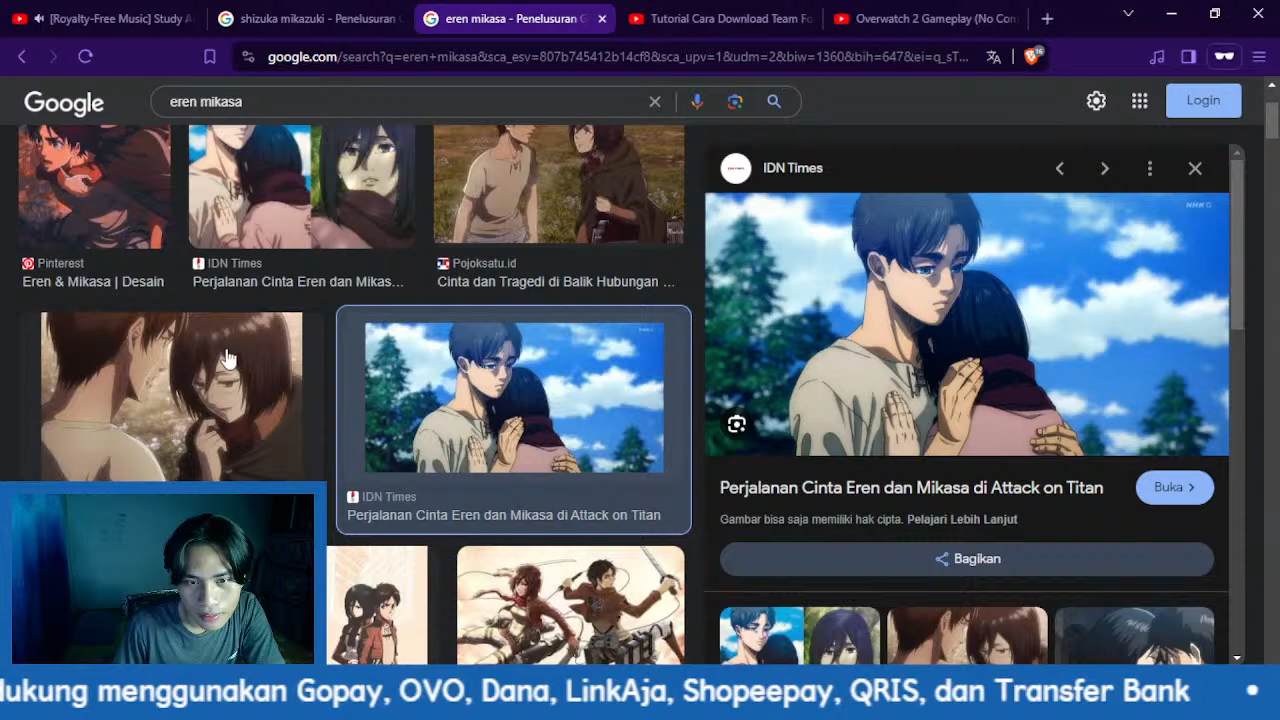 [Royalty-Free Music] Study A
shizuka mikazuki - Penelusuran G
eren mikasa - Penelusuran G
Tutorial Cara Download Team Fo
Overwatch 2 Gameplay (No Com
google.com/search?q=eren+mikasa&sca_esv=807b745412b14cf8&sca_upv=1&udm=2&biw=1360&bih=647&ei=q_sT...
16
Google
eren mikasa
Login
IDN Times
NHK G
Pinterest
Eren & Mikasa | Desain
IDN Times
Perjalanan Cinta Eren dan Mikas...
Pojoksatu.id
Cinta dan Tragedi di Balik Hubungan ...
IDN Times
Perjalanan Cinta Eren dan Mikasa di Attack on Titan
Perjalanan Cinta Eren dan Mikasa di Attack on Titan
Buka
Gambar bisa saja memiliki hak cipta. Pelajari Lebih Lanjut
Bagikan
dukung menggunakan Gopay, OVO, Dana, LinkAja, Shopeepay, QRIS, dan Transfer Bank •